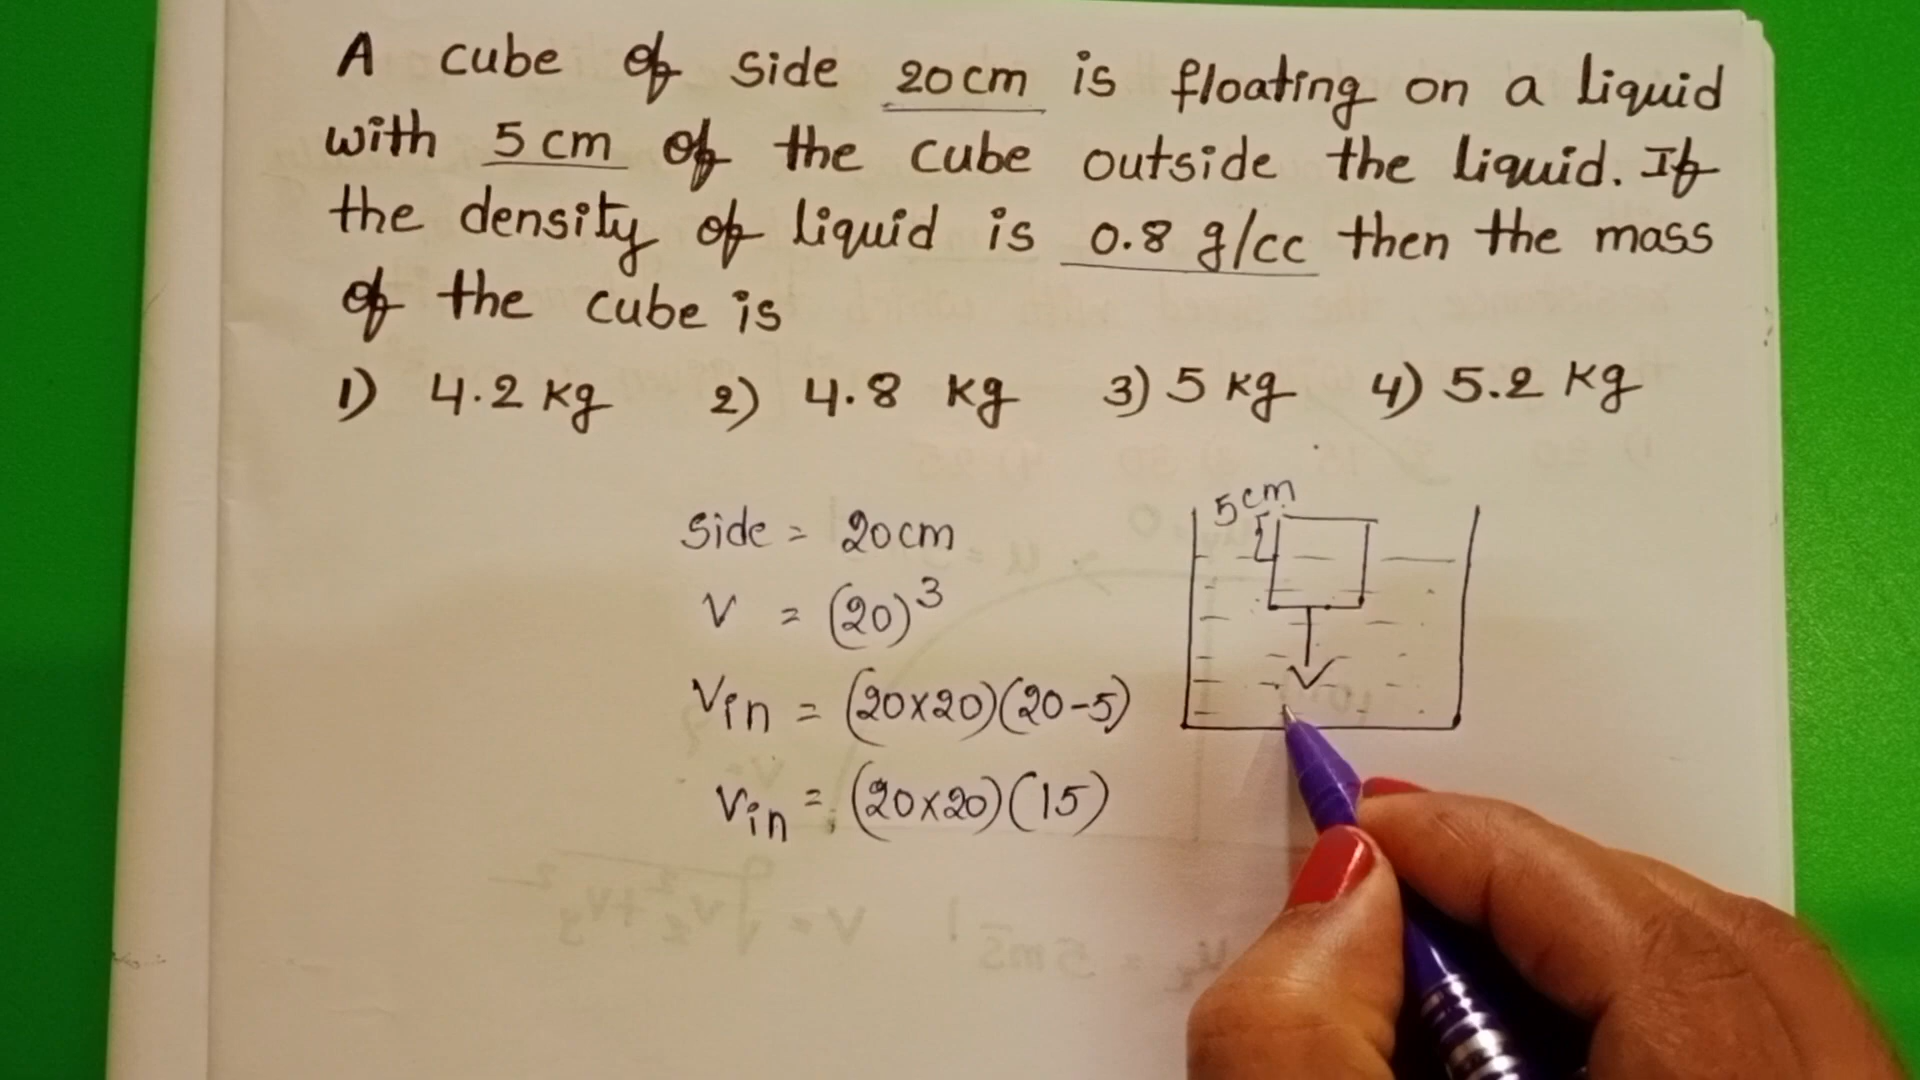 A cube of side 20cm is floating on a liquid
with 5cm of the cube outside the liquid. If
the density of liquid is 0.8 g/cc then the mass
of the cube is
1) 4.2 kg 2) 4.8 kg 3) 5 kg 4) 5.2 kg
5cm
Side = 20cm
V = (20)³
Vin = (20×20)(20-5)
Vin = (20×20)(15)